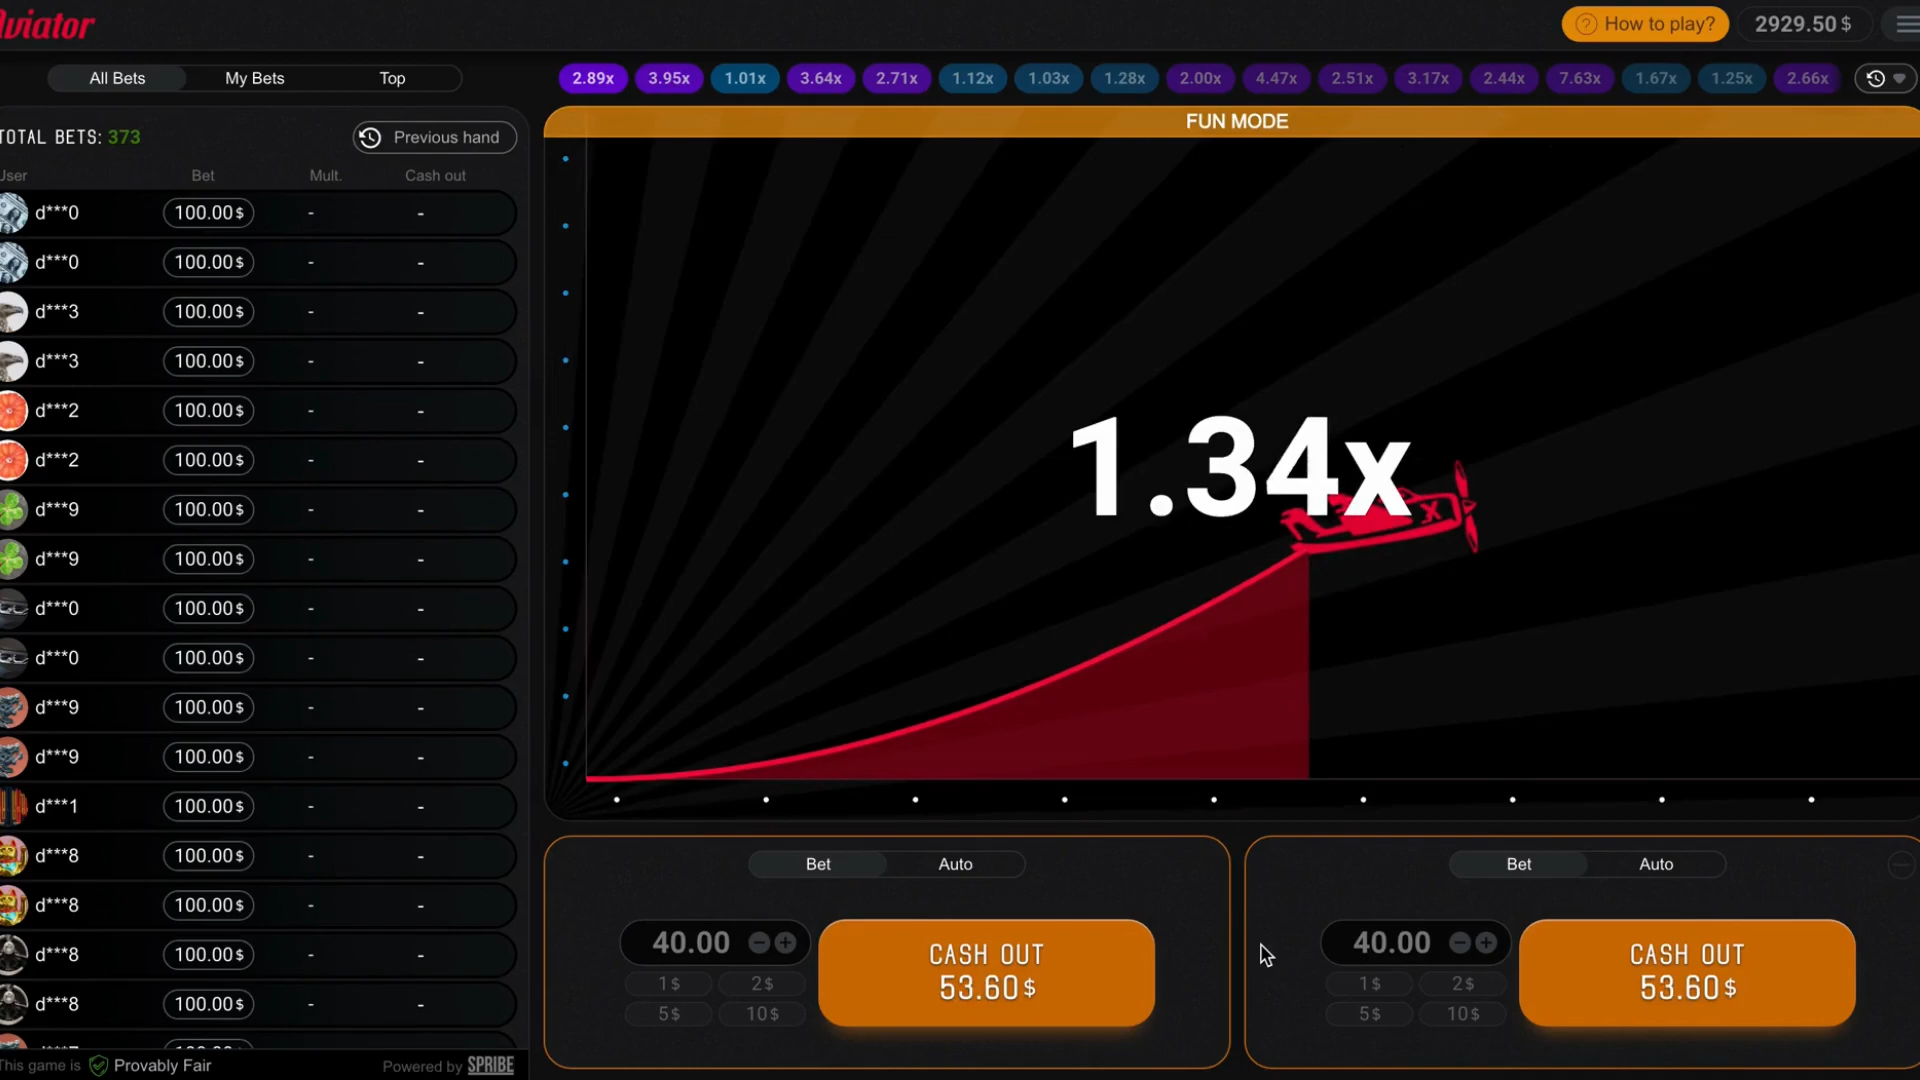 Aviator
How to play?
2929.50 $
All Bets
My Bets
Top
2.89x 3.95x 1.01x 3.64x 2.71x 1.12x 1.03x 1.28x 2.00x 4.47x 2.51x 3.17x 2.44x 7.63x 1.67x 1.25x 2.66x
TOTAL BETS: 373
Previous hand
User Bet Mult. Cash out
d***0 100.00$ - -
d***0 100.00$ - -
d***3 100.00$ - -
d***3 100.00$ - -
d***2 100.00$ - -
d***2 100.00$ - -
d***9 100.00$ - -
d***9 100.00$ - -
d***0 100.00$ - -
d***0 100.00$ - -
d***9 100.00$ - -
d***9 100.00$ - -
d***1 100.00$ - -
d***8 100.00$ - -
d***8 100.00$ - -
d***8 100.00$ - -
d***8 100.00$ - -
This game is Provably Fair
Powered by SPRIBE
FUN MODE
1.34x
Bet Auto
40.00
1$ 2$
5$ 10$
CASH OUT
53.60$
Bet Auto
40.00
1$ 2$
5$ 10$
CASH OUT
53.60$